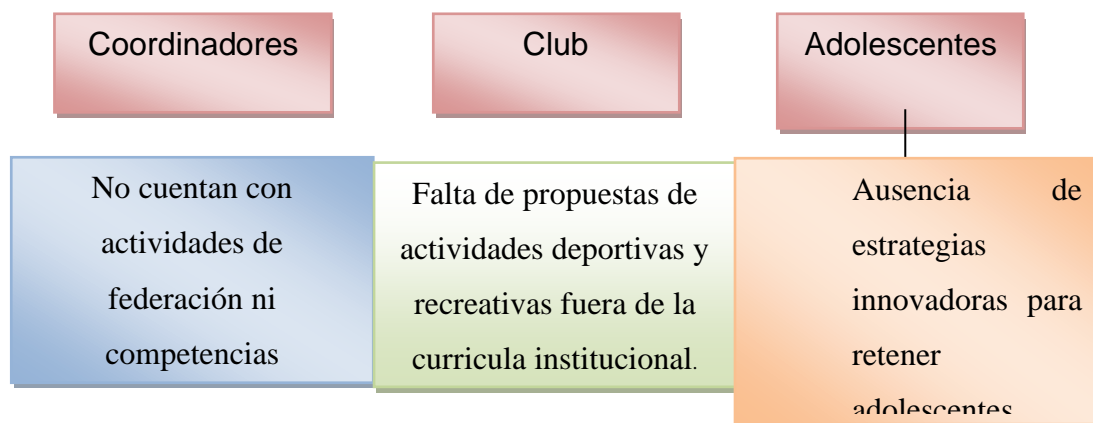 Coordinadores
Club
Adolescentes
No cuentan con
actividades de
federación ni
competencias
Falta de propuestas de
actividades deportivas y
recreativas fuera de la
curricula institucional.
Ausencia de
estrategias
innovadoras para
retener
adolescentes